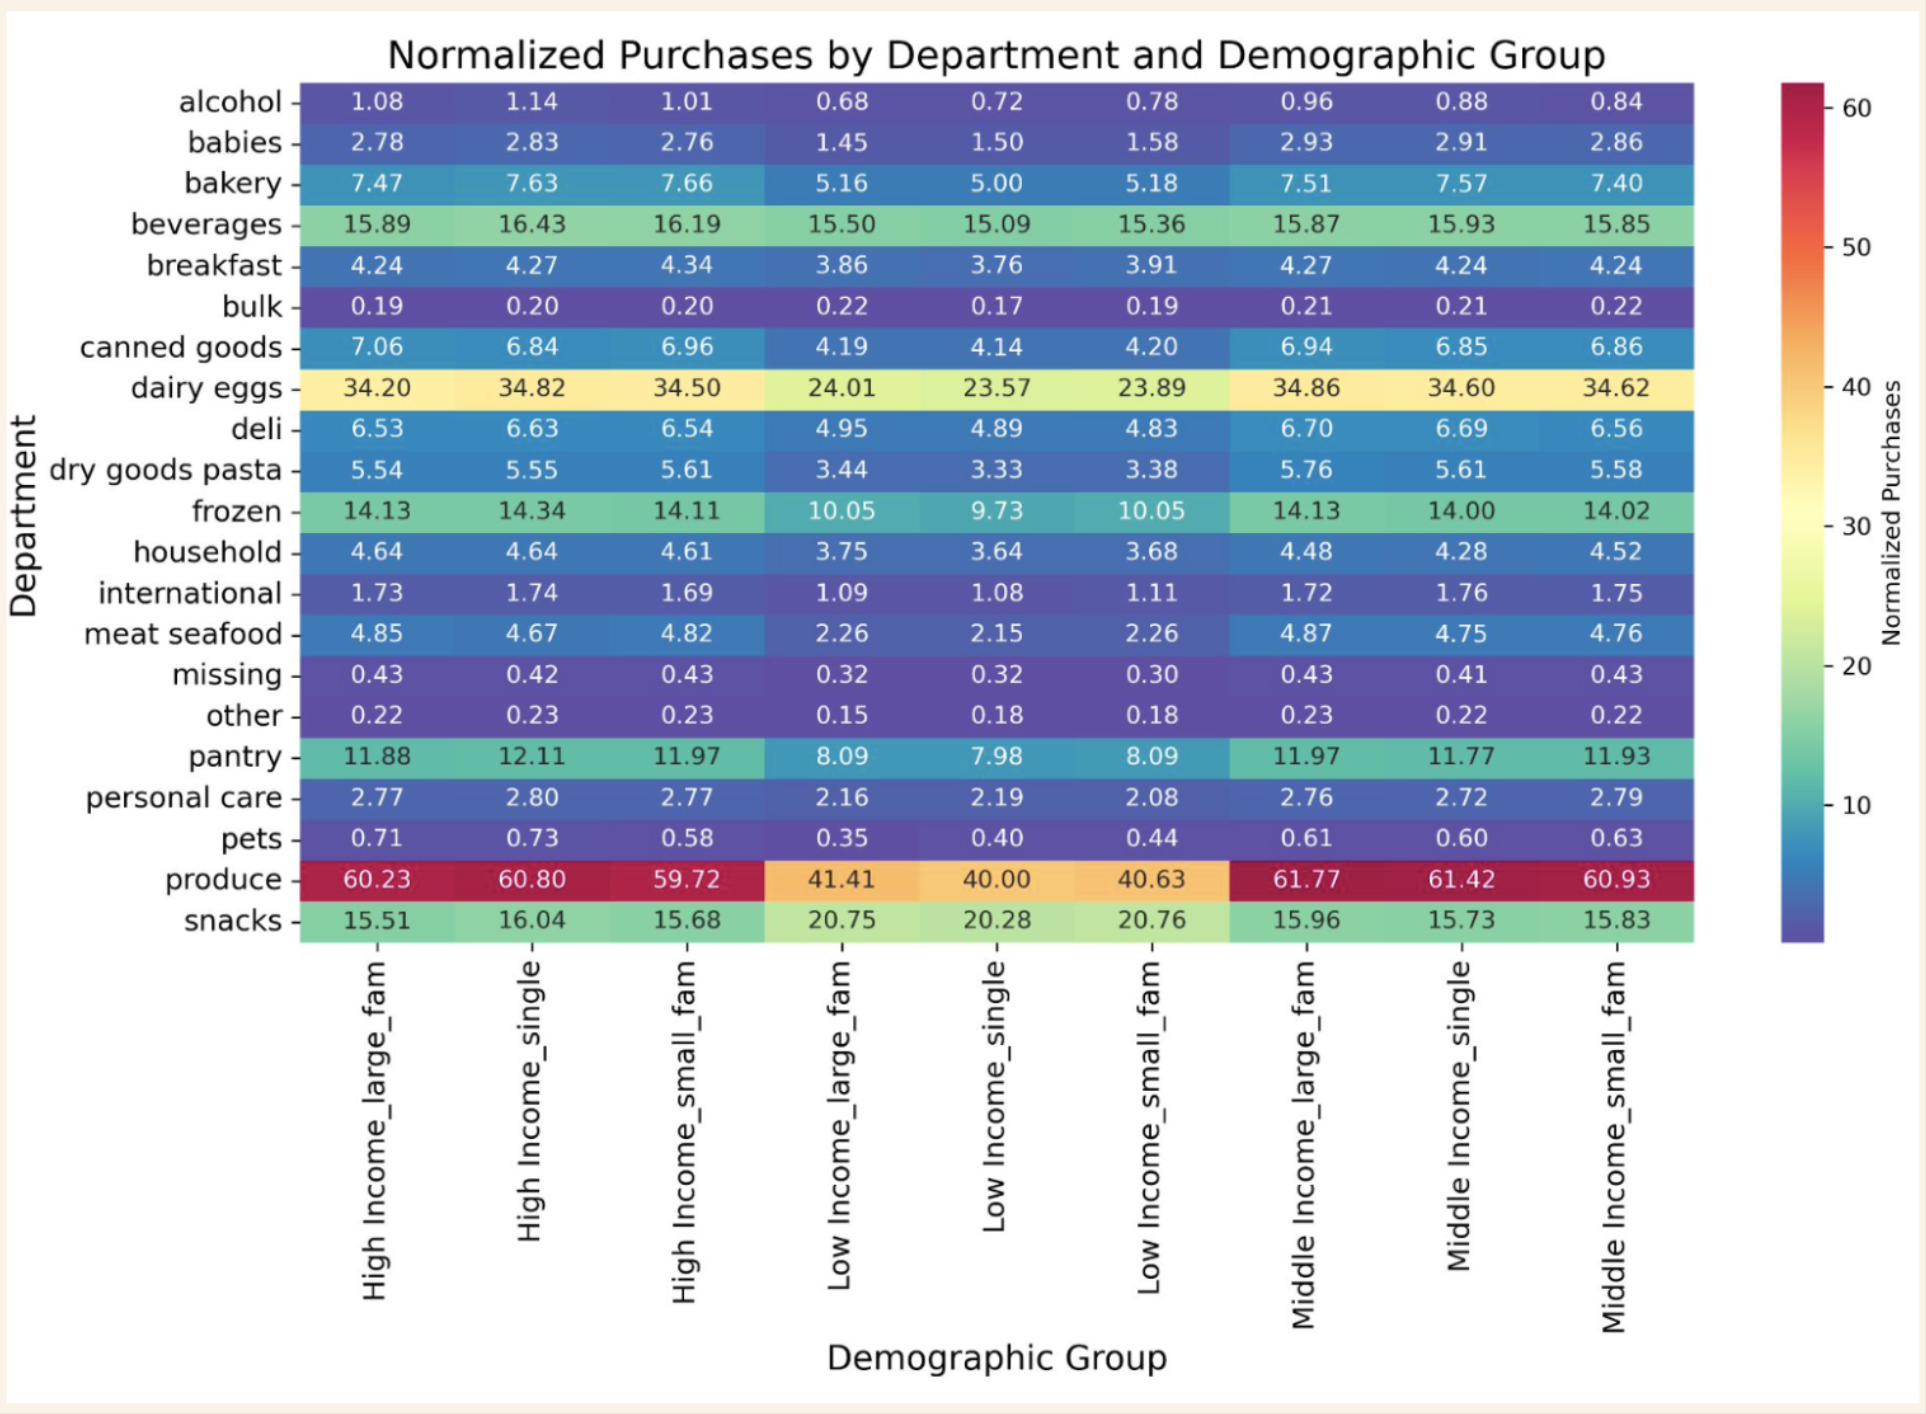 Normalized Purchases by Department and Demographic Group
alcohol 1.08 1.14 1.01 0.68 0.72 0.78 0.96 0.88 0.84
babies 2.78 2.83 2.76 1.45 1.50 1.58 2.93 2.91 2.86
bakery 7.47 7.63 7.66 5.16 5.00 5.18 7.51 7.57 7.40
beverages 15.89 16.43 16.19 15.50 15.09 15.36 15.87 15.93 15.85
breakfast 4.24 4.27 4.34 3.86 3.76 3.91 4.27 4.24 4.24
bulk 0.19 0.20 0.20 0.22 0.17 0.19 0.21 0.21 0.22
canned goods 7.06 6.84 6.96 4.19 4.14 4.20 6.94 6.85 6.86
dairy eggs 34.20 34.82 34.50 24.01 23.57 23.89 34.86 34.60 34.62
deli 6.53 6.63 6.54 4.95 4.89 4.83 6.70 6.69 6.56
dry goods pasta 5.54 5.55 5.61 3.44 3.33 3.38 5.76 5.61 5.58
frozen 14.13 14.34 14.11 10.05 9.73 10.05 14.13 14.00 14.02
household 4.64 4.64 4.61 3.75 3.64 3.68 4.48 4.28 4.52
international 1.73 1.74 1.69 1.09 1.08 1.11 1.72 1.76 1.75
meat seafood 4.85 4.67 4.82 2.26 2.15 2.26 4.87 4.75 4.76
missing 0.43 0.42 0.43 0.32 0.32 0.30 0.43 0.41 0.43
other 0.22 0.23 0.23 0.15 0.18 0.18 0.23 0.22 0.22
pantry 11.88 12.11 11.97 8.09 7.98 8.09 11.97 11.77 11.93
personal care 2.77 2.80 2.77 2.16 2.19 2.08 2.76 2.72 2.79
pets 0.71 0.73 0.58 0.35 0.40 0.44 0.61 0.60 0.63
produce 60.23 60.80 59.72 41.41 40.00 40.63 61.77 61.42 60.93
snacks 15.51 16.04 15.68 20.75 20.28 20.76 15.96 15.73 15.83
Department
High Income_large_fam
High Income_single
High Income_small_fam
Low Income_large_fam
Low Income_single
Low Income_small_fam
Middle Income_large_fam
Middle Income_single
Middle Income_small_fam
Demographic Group
60
50
40
30
20
10
Normalized Purchases